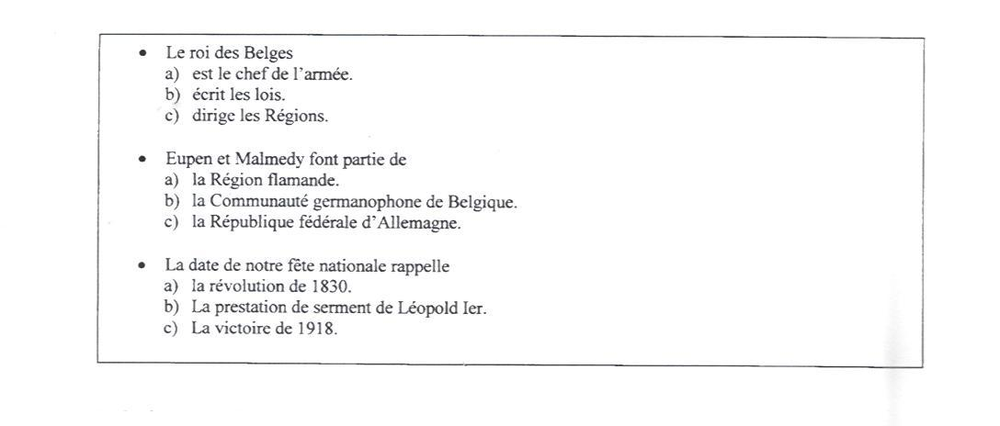 • Le roi des Belges
a) est le chef de l'armée.
b) écrit les lois.
c) dirige les Régions.
• Eupen et Malmedy font partie de
a) la Région flamande.
b) la Communauté germanophone de Belgique.
c) la République fédérale d'Allemagne.
• La date de notre fête nationale rappelle
a) la révolution de 1830.
b) La prestation de serment de Léopold Ier.
c) La victoire de 1918.